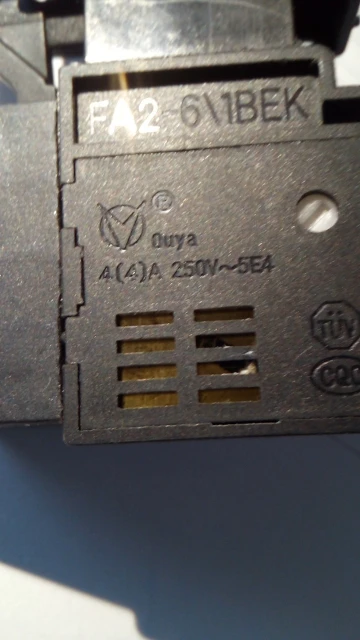 FA2-6\1BEK
®
Ouya
4(4)A 250V~5E4
TÜV
CQC